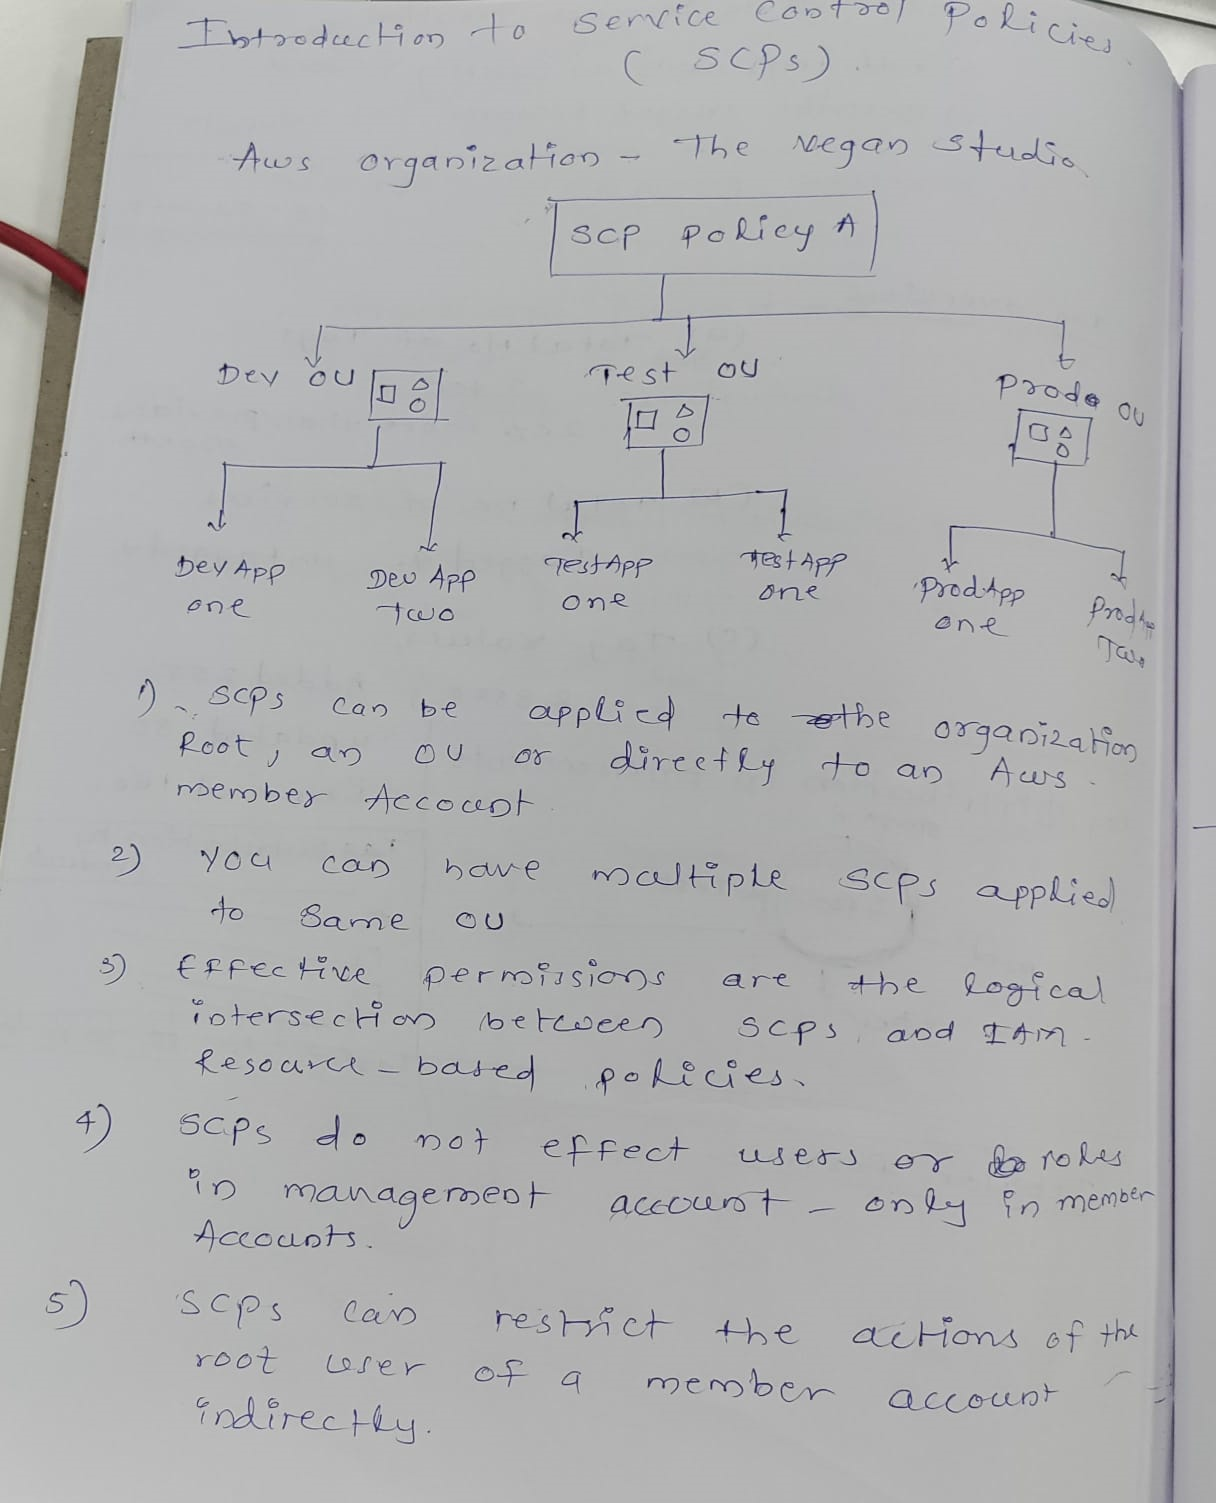 Introduction to Service Control Policies
(SCPs).
Aws organization - The Vegan Studio
SCP Policy A
Dev OU
Test OU
Prod OU
Dev App one
Dev App Two
Test App one
Test App one
Prod App one
Prod App Two
1) SCPs can be applied to the organization
Root, an OU or directly to an Aws
member Account.
2) You can have multiple SCPs applied
to Same OU
3) Effective permissions are the logical
intersection between SCPs, and IAM -
Resource-based policies.
4) SCPs do not effect users or roles
in management account - only in member
Accounts.
5) SCPs can restrict the actions of the
root user of a member account
indirectly.